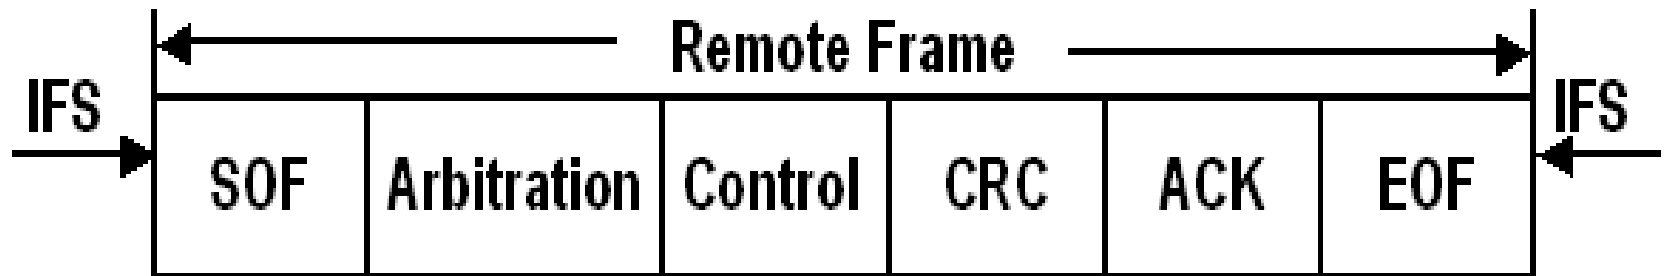 Remote Frame
IFS IFS
SOF Arbitration Control CRC ACK EOF